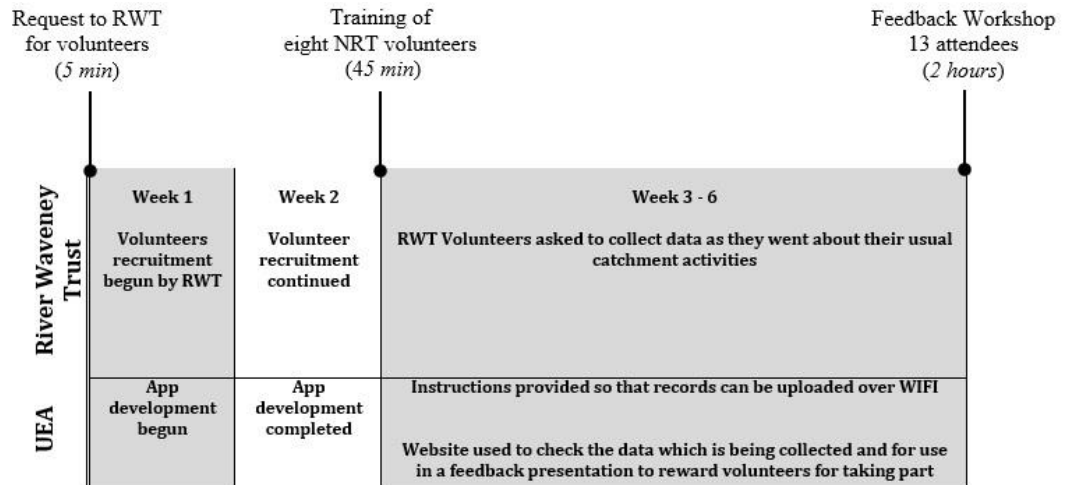 Request to RWT
for volunteers
(5 min)
Training of
eight NRT volunteers
(45 min)
Feedback Workshop
13 attendees
(2 hours)
River Waveney
Trust
Week 1
Volunteers
recruitment
begun by RWT
Week 2
Volunteer
recruitment
continued
Week 3 - 6
RWT Volunteers asked to collect data as they went about their usual
catchment activities
UEA
App
development
begun
App
development
completed
Instructions provided so that records can be uploaded over WIFI
Website used to check the data which is being collected and for use
in a feedback presentation to reward volunteers for taking part